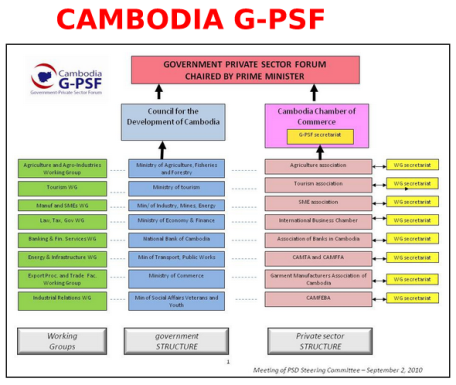 CAMBODIA G-PSF
Cambodia
G-PSF
Government Private Sector Forum
GOVERNMENT PRIVATE SECTOR FORUM
CHAIRED BY PRIME MINISTER
Council for the
Development of Cambodia
Cambodia Chamber of
Commerce
G-PSF secretariat
Agriculture and Agro-Industries
Working Group
Ministry of Agriculture, Fisheries
and Forestry
Agriculture association
WG secretariat
Tourism WG
Ministry of tourism
Tourism association
WG secretariat
Manuf and SMEs WG
Min/ of Industry, Mines, Energy
SME association
WG secretariat
Law, Tax, Gov WG
Ministry of Economy & Finance
International Business Chamber
WG secretariat
Banking & Fin. Services WG
National Bank of Cambodia
Association of Banks in Cambodia
WG secretariat
Energy & Infrastructure WG
Min of Transport, Public Works
CAMTA and CAMFFA
WG secretariat
Export Proc. and Trade Fac.
Working Group
Ministry of Commerce
Garment Manufacturers Association of
Cambodia
WG secretariat
Industrial Relations WG
Min of Social Affairs Veterans and
Youth
CAMFEBA
WG secretariat
Working
Groups
government
STRUCTURE
Private sector
STRUCTURE
1
Meeting of PSD Steering Committee – September 2, 2010